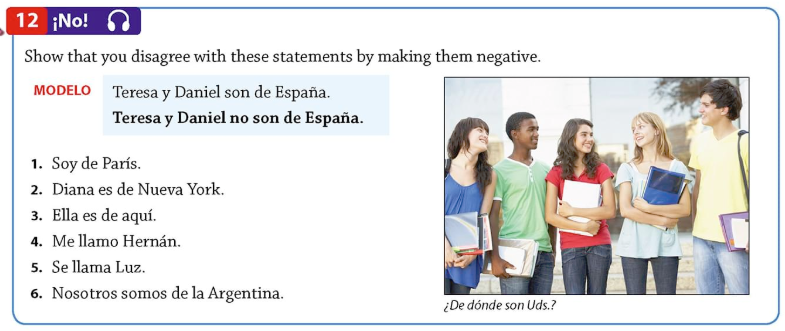 12 ¡No!
Show that you disagree with these statements by making them negative.
MODELO Teresa y Daniel son de España.
Teresa y Daniel no son de España.
1. Soy de París.
2. Diana es de Nueva York.
3. Ella es de aquí.
4. Me llamo Hernán.
5. Se llama Luz.
6. Nosotros somos de la Argentina.
¿De dónde son Uds.?